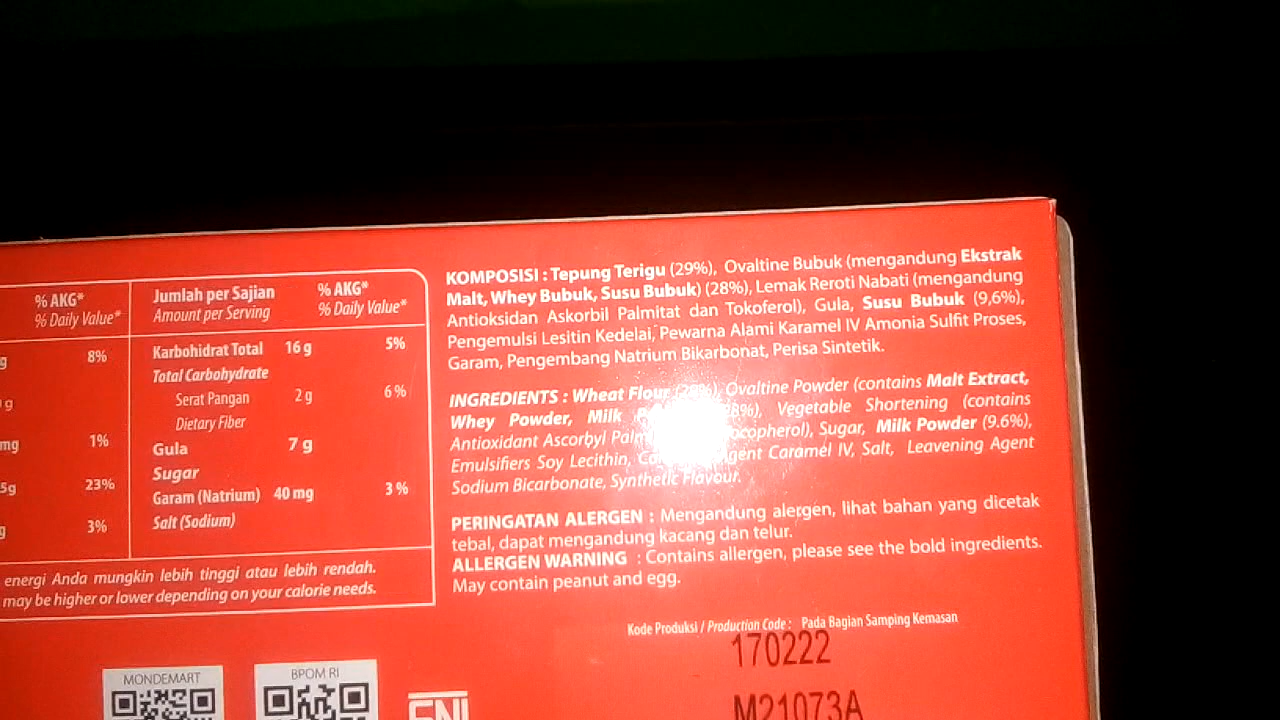 % AKG*
% Daily Value*
g 8%
g
mg 1%
5g 23%
g 3%
Jumlah per Sajian % AKG*
Amount per Serving % Daily Value*
Karbohidrat Total 16 g 5%
Total Carbohydrate
Serat Pangan 2 g 6 %
Dietary Fiber
Gula 7 g
Sugar
Garam (Natrium) 40 mg 3 %
Salt (Sodium)
energi Anda mungkin lebih tinggi atau lebih rendah.
may be higher or lower depending on your calorie needs.
KOMPOSISI : Tepung Terigu (29%), Ovaltine Bubuk (mengandung Ekstrak
Malt, Whey Bubuk, Susu Bubuk) (28%), Lemak Reroti Nabati (mengandung
Antioksidan Askorbil Palmitat dan Tokoferol), Gula, Susu Bubuk (9,6%),
Pengemulsi Lesitin Kedelai, Pewarna Alami Karamel IV Amonia Sulfit Proses,
Garam, Pengembang Natrium Bikarbonat, Perisa Sintetik.
INGREDIENTS : Wheat Flour (29%), Ovaltine Powder (contains Malt Extract,
Whey Powder, Milk 28%), Vegetable Shortening (contains
Antioxidant Ascorbyl Sugar, Milk Powder (9.6%),
Emulsifiers Soy Lecithin, Agent Caramel IV, Salt, Leavening Agent
Sodium Bicarbonate, Synthetic Flavour.
PERINGATAN ALERGEN : Mengandung alergen, lihat bahan yang dicetak
tebal, dapat mengandung kacang dan telur.
ALLERGEN WARNING : Contains allergen, please see the bold ingredients.
May contain peanut and egg.
Kode Produksi / Production Code : Pada Bagian Samping Kemasan
170222
M21073A
MONDEMART
BPOM RI
SNI